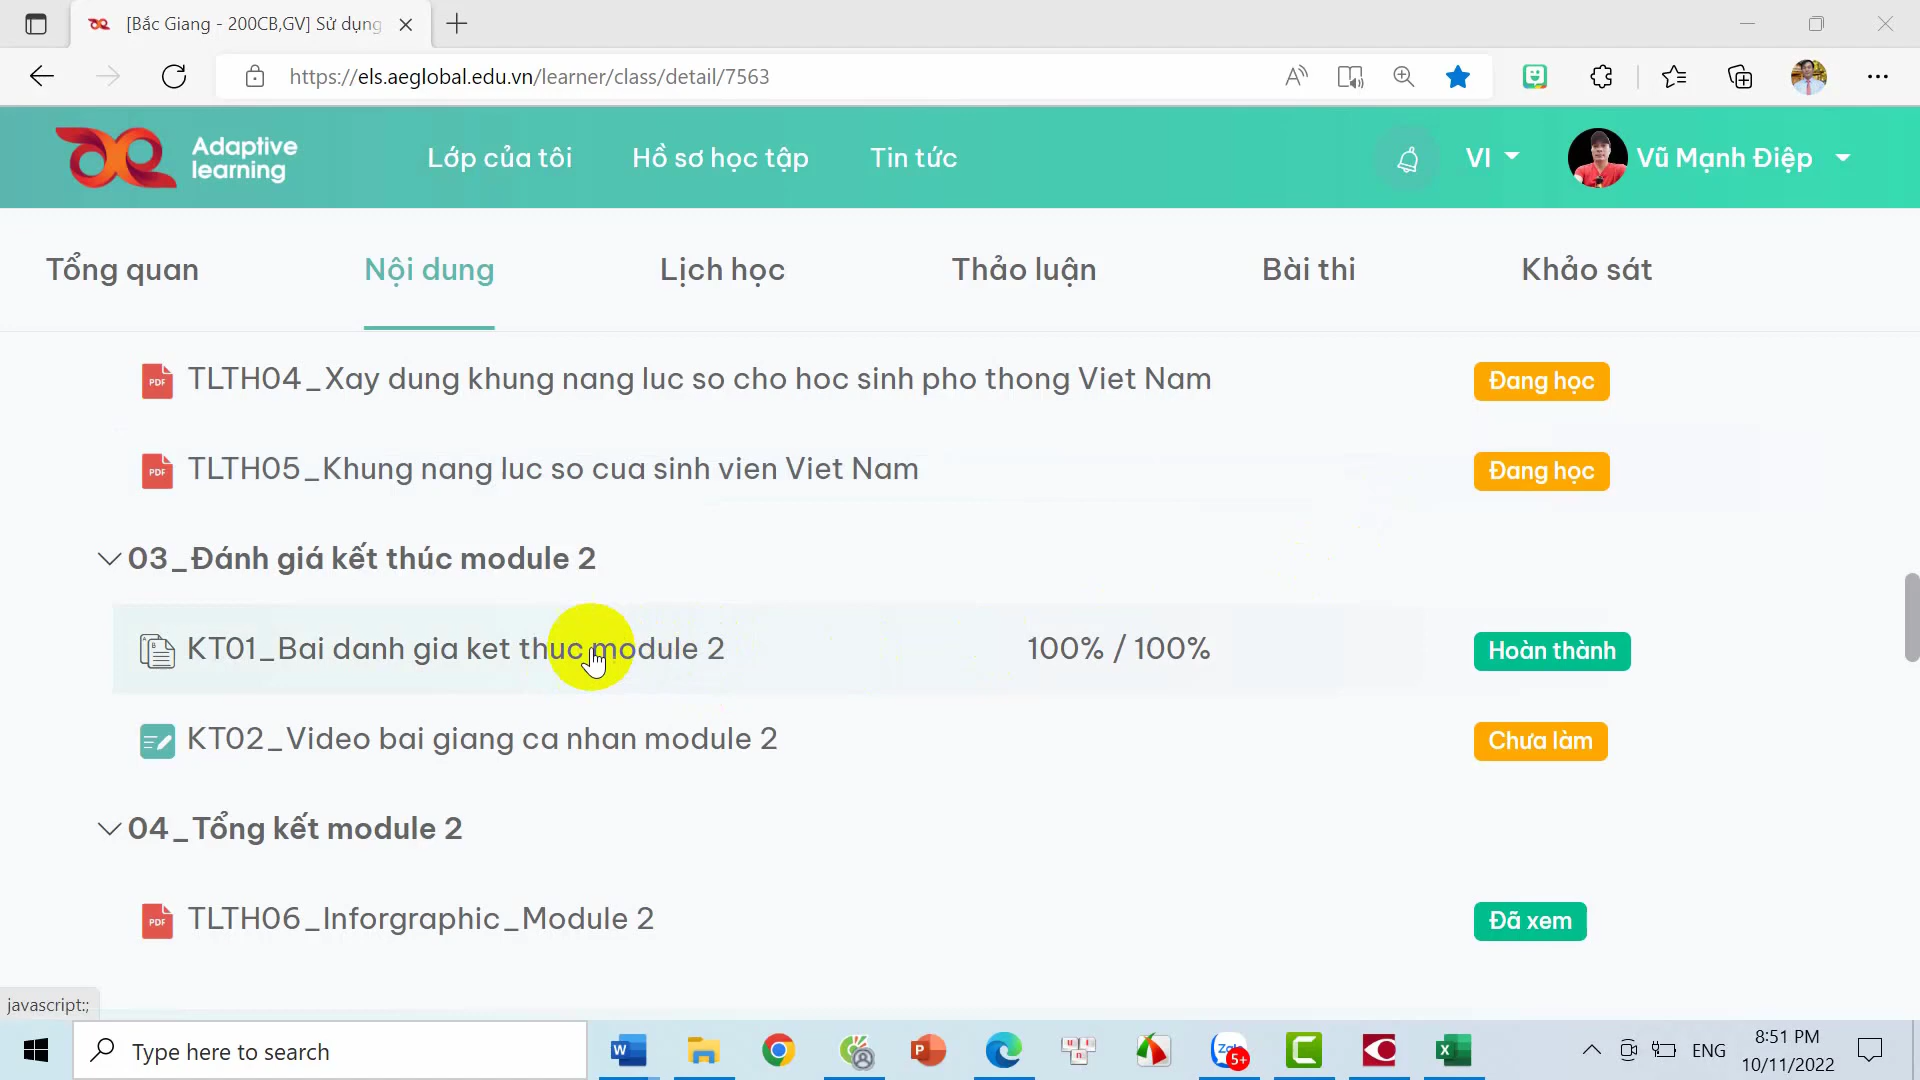 [Bắc Giang - 200CB,GV] Sử dụng
https://els.aeglobal.edu.vn/learner/class/detail/7563
Adaptive
learning
Lớp của tôi
Hồ sơ học tập
Tin tức
VI
Vũ Mạnh Điệp
Tổng quan
Nội dung
Lịch học
Thảo luận
Bài thi
Khảo sát
PDF TLTH04_Xay dung khung nang luc so cho hoc sinh pho thong Viet Nam Đang học
PDF TLTH05_Khung nang luc so cua sinh vien Viet Nam Đang học
03_Đánh giá kết thúc module 2
KT01_Bai danh gia ket thuc module 2 100% / 100% Hoàn thành
KT02_Video bai giang ca nhan module 2 Chưa làm
04_Tổng kết module 2
PDF TLTH06_Inforgraphic_Module 2 Đã xem
javascript:;
Type here to search
Zalo
5+
ENG
8:51 PM
10/11/2022